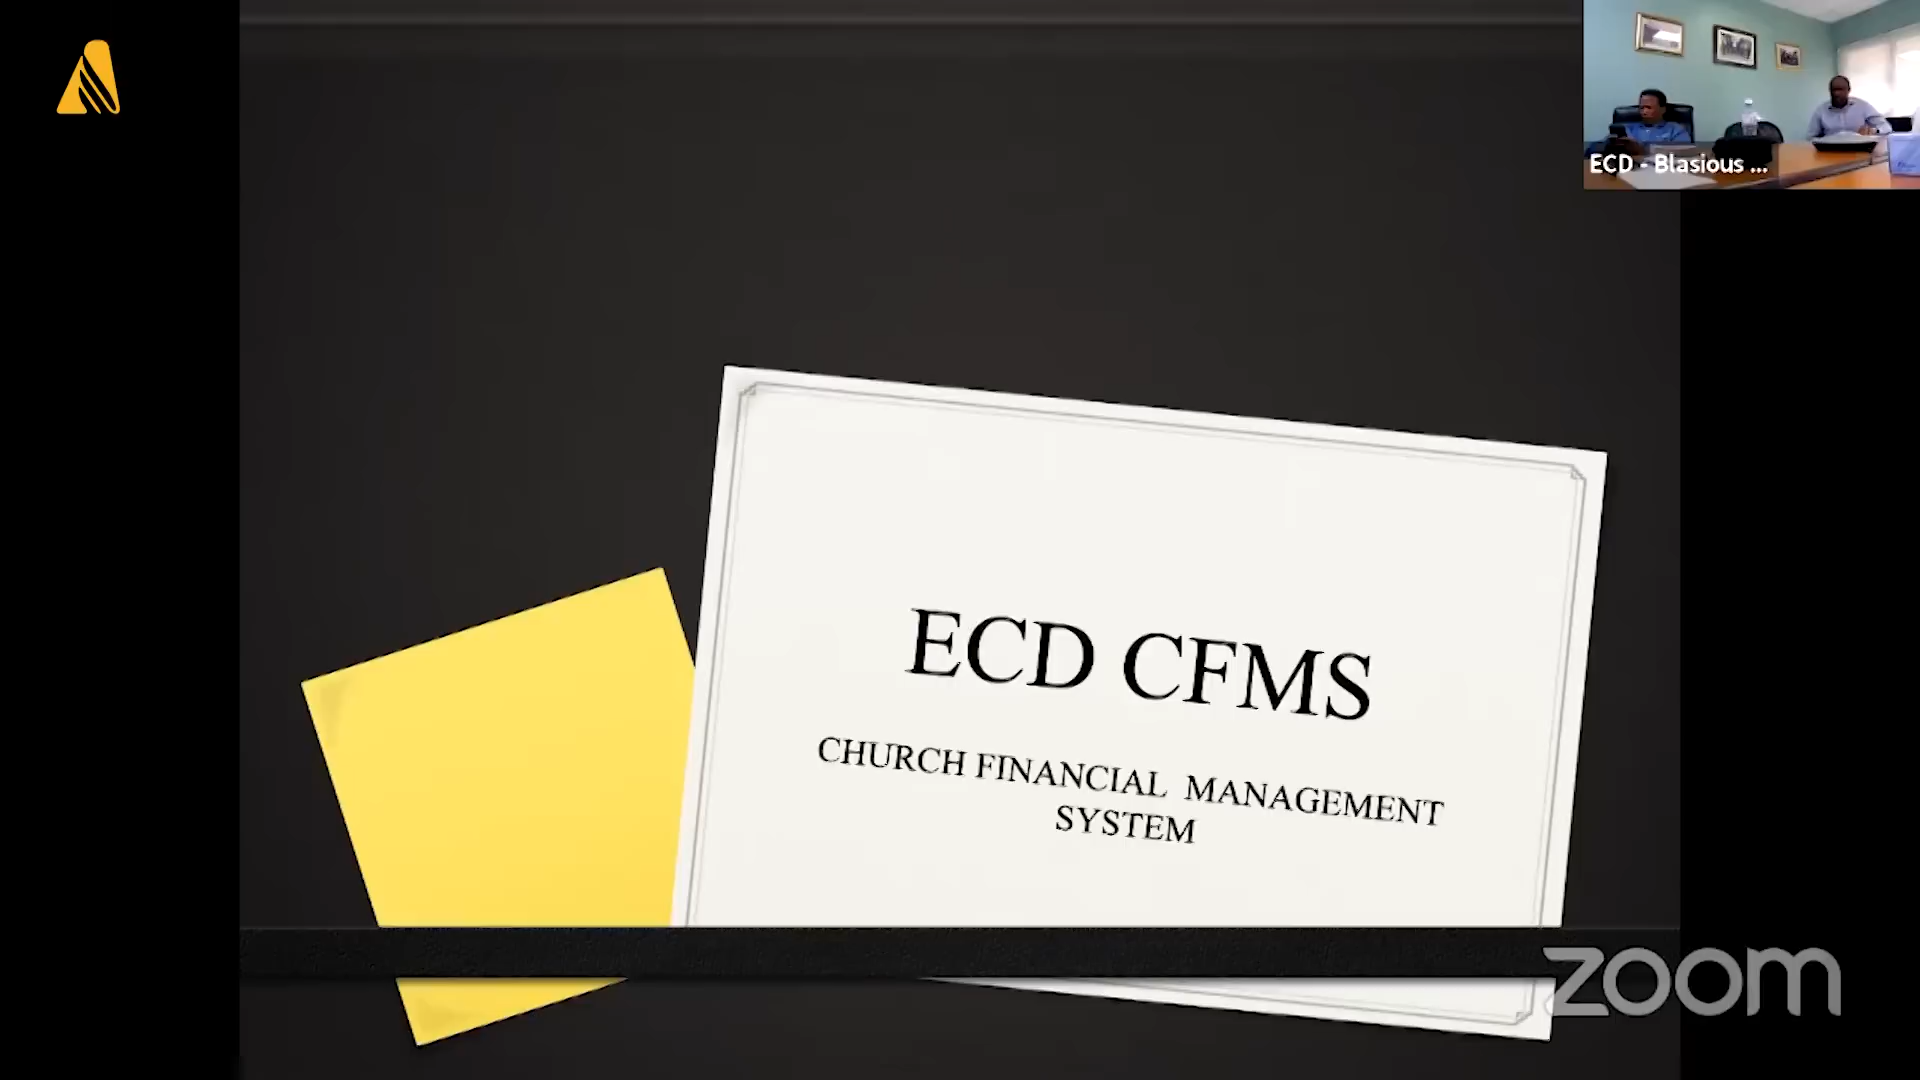 ECD - Blasious ...
ECD CFMS
CHURCH FINANCIAL MANAGEMENT
SYSTEM
zoom